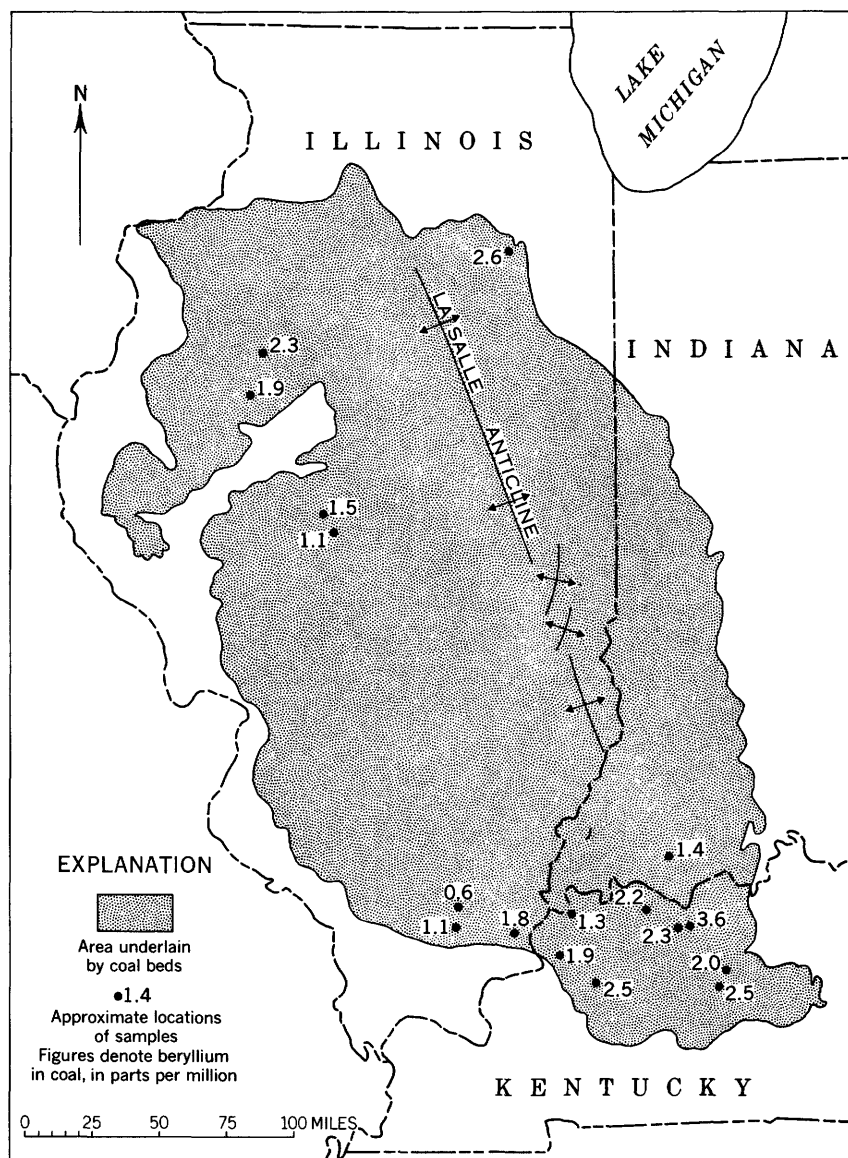 LAKE
MICHIGAN
N
ILLINOIS
2.6
LA SALLE ANTICLINE
INDIANA
2.3
1.9
1.5
1.1
1.4
0.6
1.1
1.8
1.3
2.2
2.3
3.6
1.9
2.5
2.0
2.5
KENTUCKY
EXPLANATION
Area underlain
by coal beds
1.4
Approximate locations
of samples
Figures denote beryllium
in coal, in parts per million
0 25 50 75 100 MILES